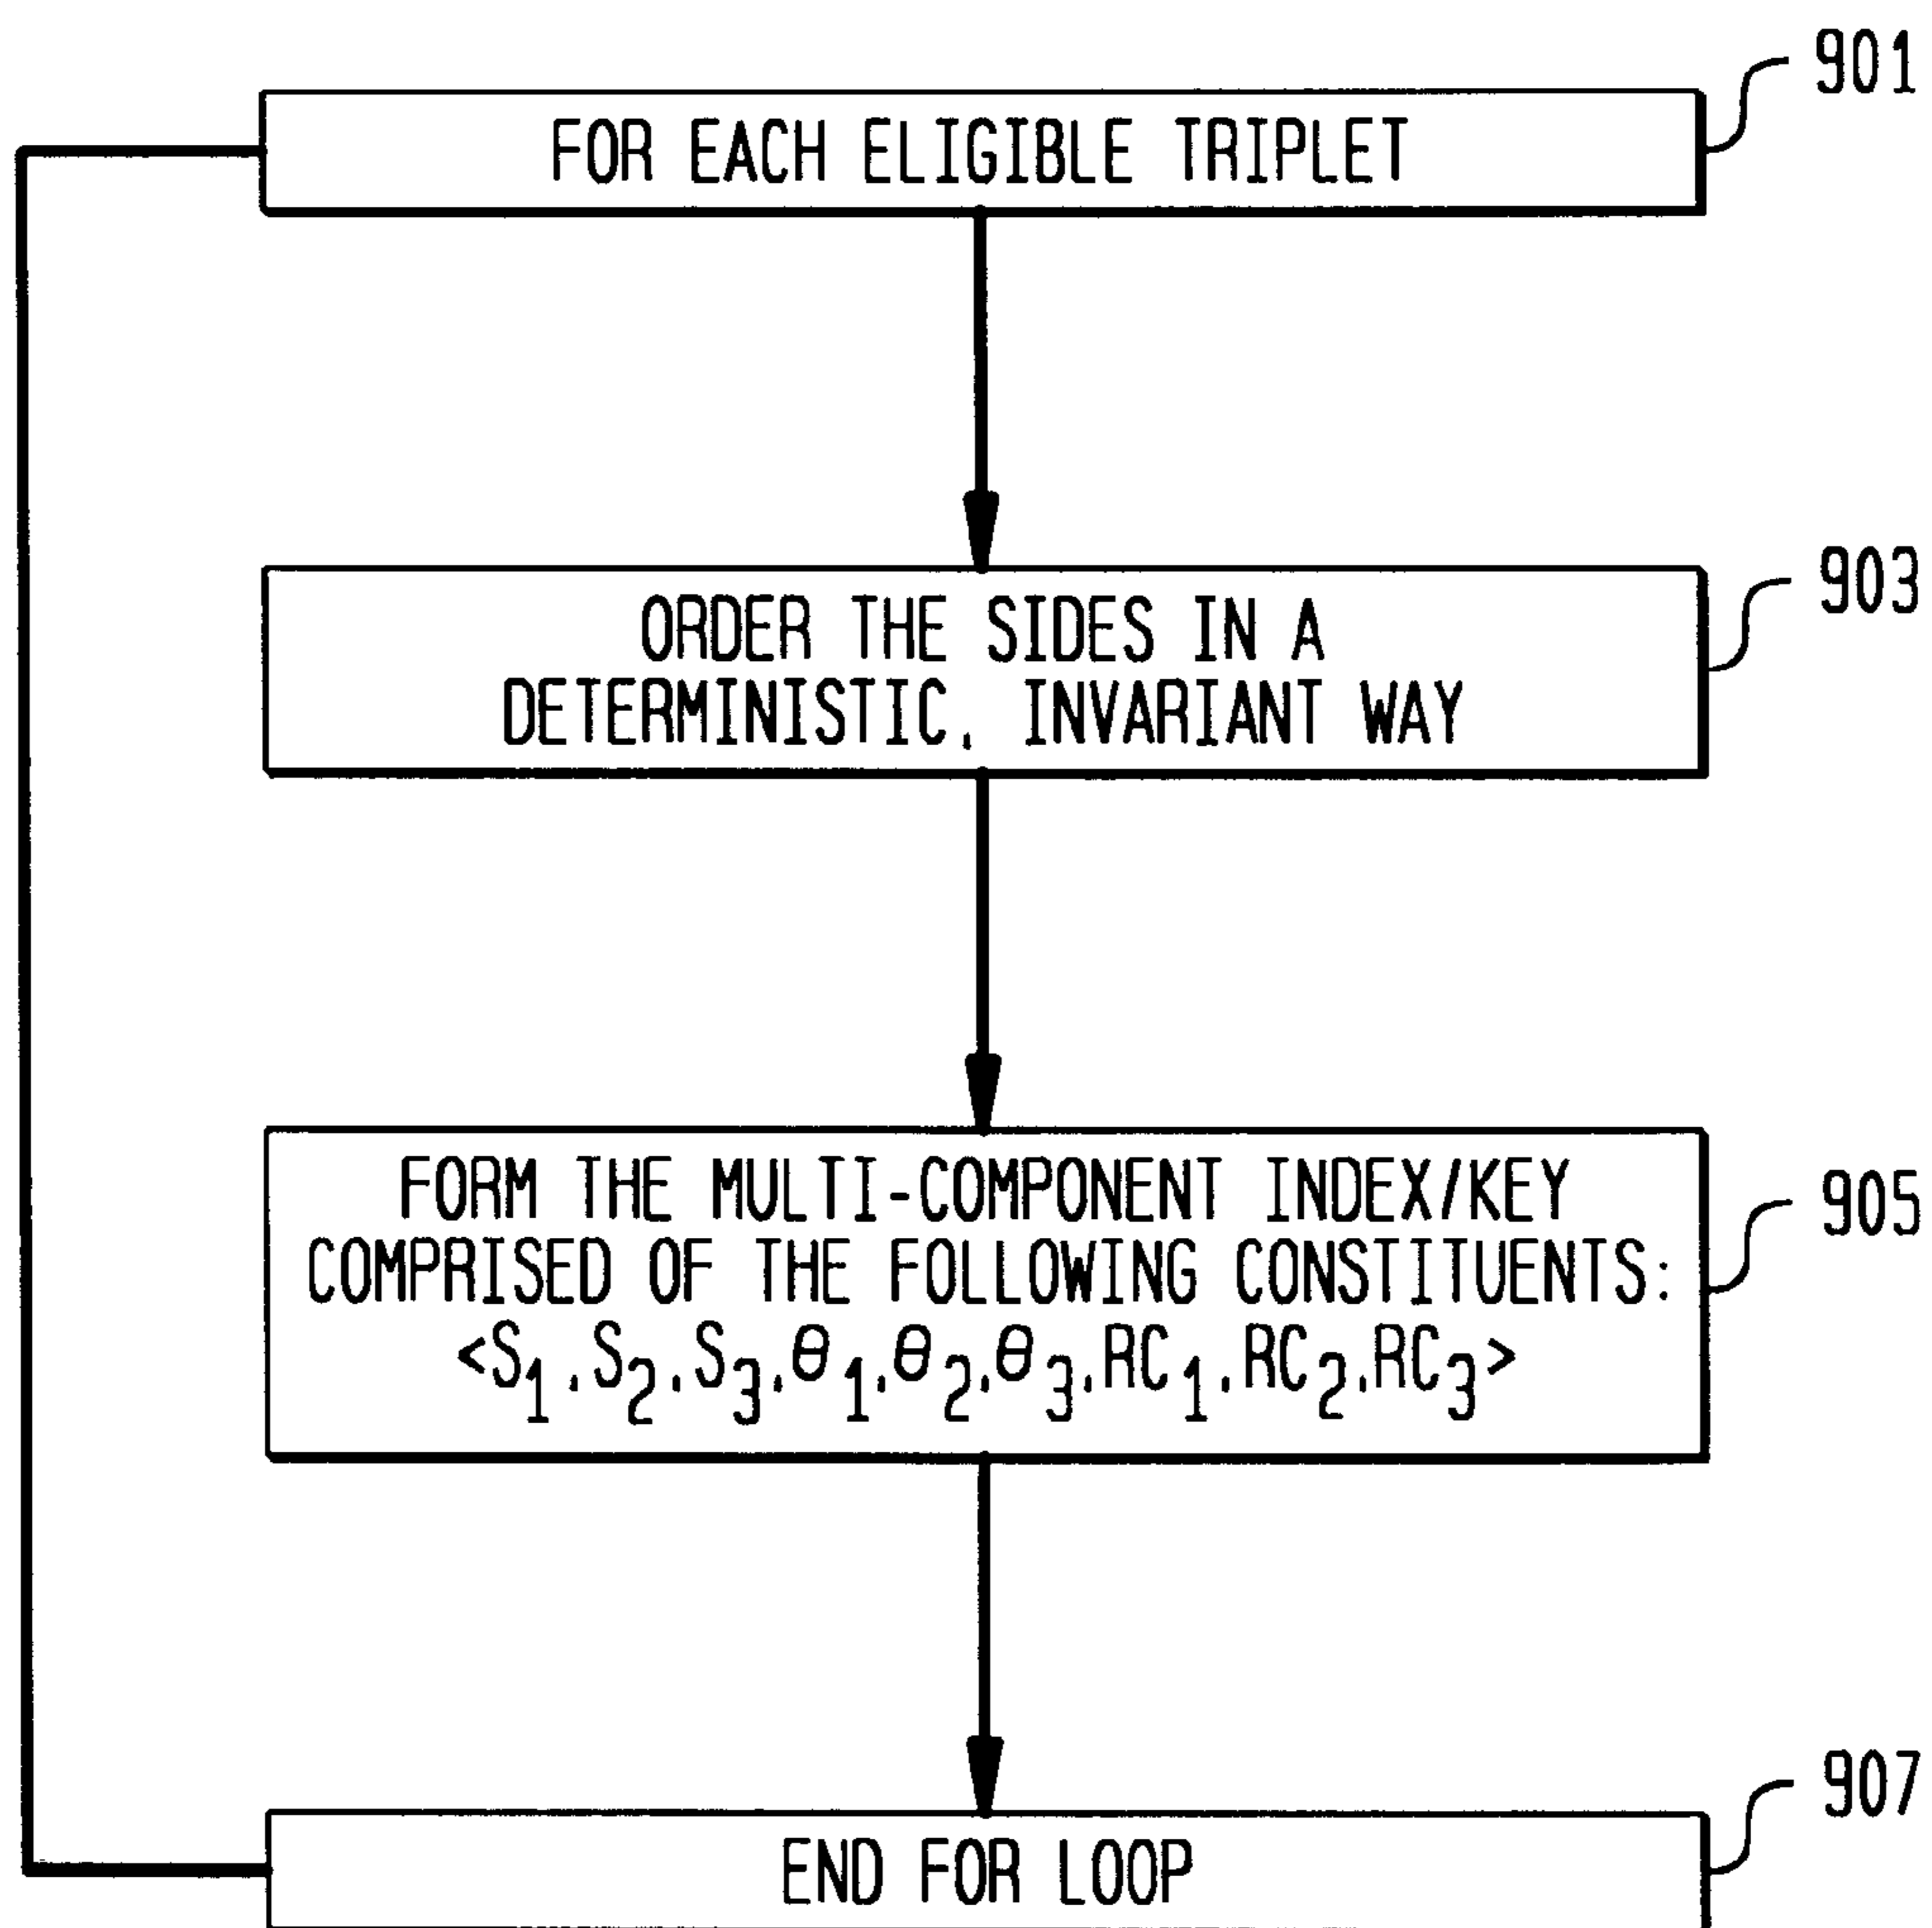 901
FOR EACH ELIGIBLE TRIPLET
903
ORDER THE SIDES IN A
DETERMINISTIC, INVARIANT WAY
905
FORM THE MULTI-COMPONENT INDEX/KEY
COMPRISED OF THE FOLLOWING CONSTITUENTS:
<S₁,S₂,S₃,θ₁,θ₂,θ₃,RC₁,RC₂,RC₃>
907
END FOR LOOP